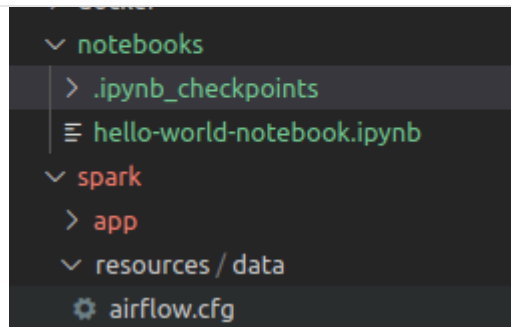 notebooks
.ipynb_checkpoints
hello-world-notebook.ipynb
spark
app
resources / data
airflow.cfg